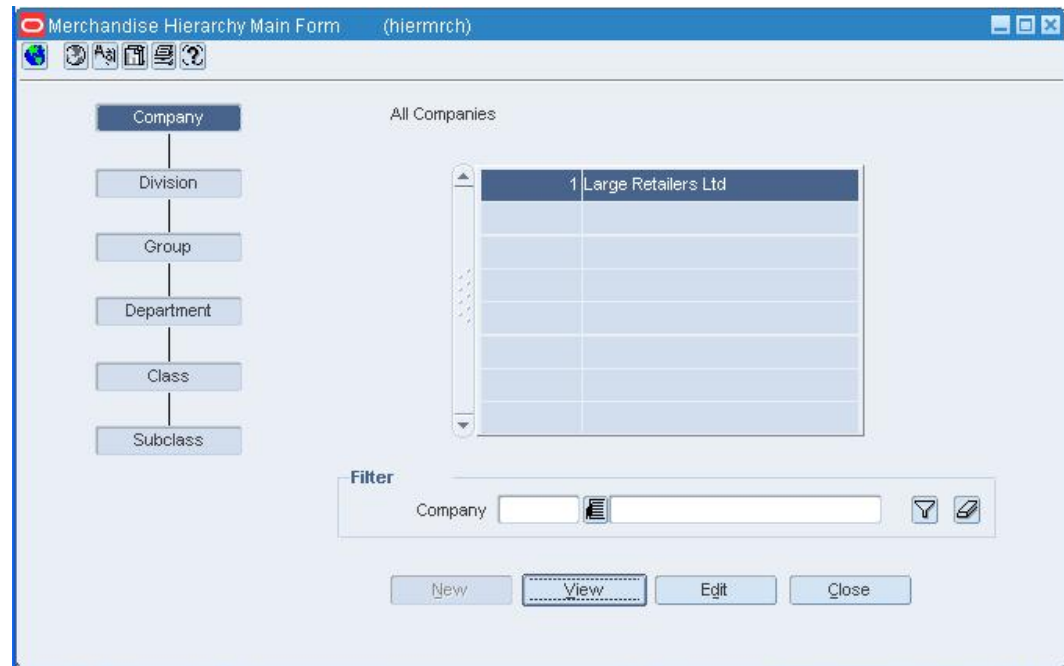 Merchandise Hierarchy Main Form (hiermrch)
Company
All Companies
Division
1 Large Retailers Ltd
Group
Department
Class
Subclass
Filter
Company
New View Edit Close